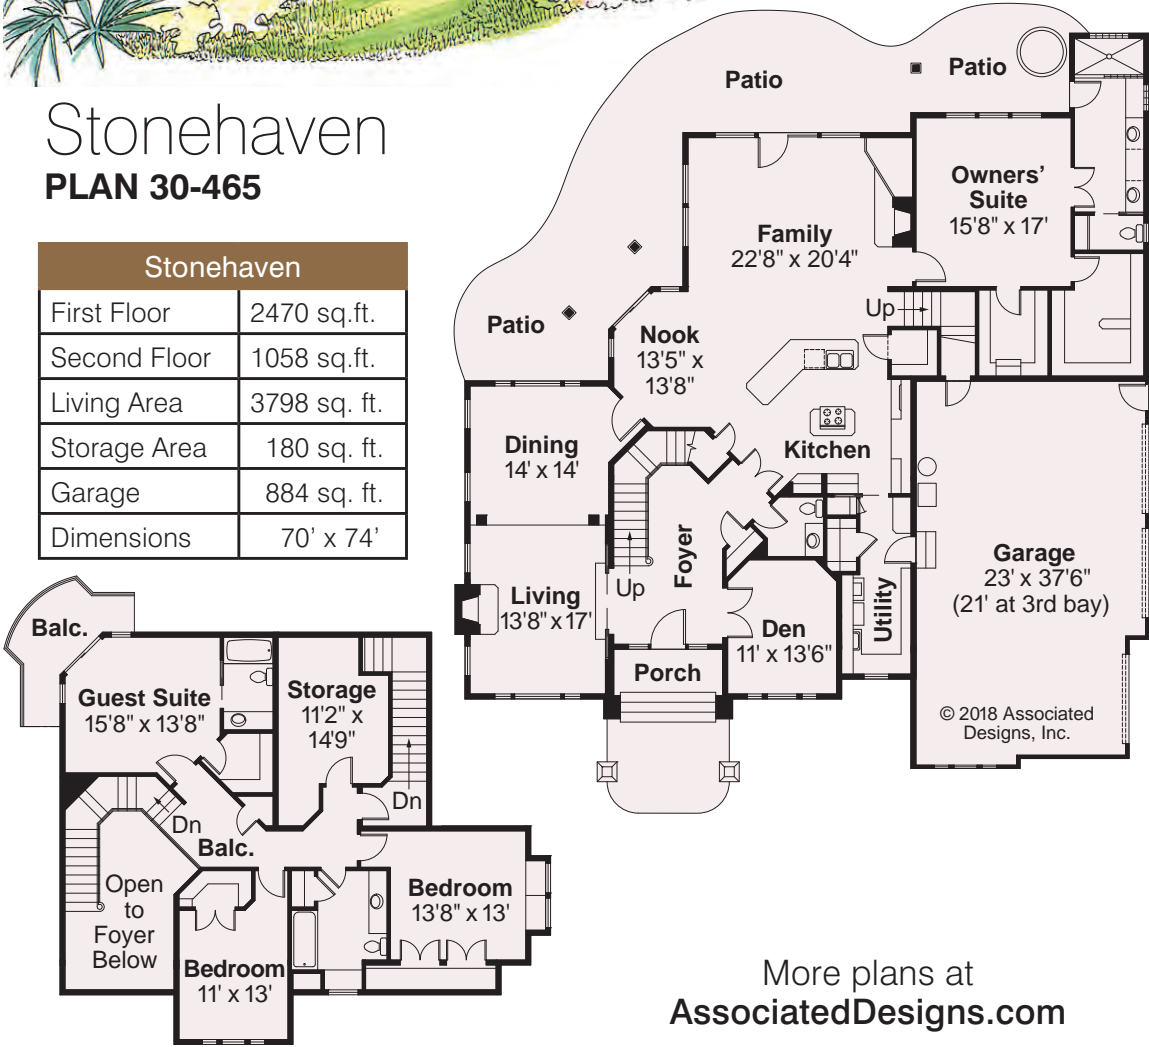 Stonehaven
PLAN 30-465
Stonehaven
First Floor 2470 sq.ft.
Second Floor 1058 sq.ft.
Living Area 3798 sq. ft.
Storage Area 180 sq. ft.
Garage 884 sq. ft.
Dimensions 70' x 74'
Patio
Patio
Owners'
Suite
15'8" x 17'
Family
22'8" x 20'4"
Up
Patio
Nook
13'5" x
13'8"
Dining
14' x 14'
Kitchen
Foyer
Up
Living
13'8" x 17'
Utility
Garage
23' x 37'6"
(21' at 3rd bay)
Den
11' x 13'6"
Porch
© 2018 Associated
Designs, Inc.
Balc.
Guest Suite
15'8" x 13'8"
Storage
11'2" x
14'9"
Dn
Dn
Balc.
Open
to
Foyer
Below
Bedroom
13'8" x 13'
Bedroom
11' x 13'
More plans at
AssociatedDesigns.com